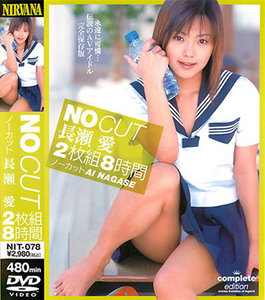 NIRVANA
NO CUT
ノーカット
長瀬 愛
2枚組
8時間
NIT-078
¥2,980
480min
DVD
VIDEO
永遠に可憐…
伝説のAVアイドル
完全保存版
NO CUT
長瀬 愛
2枚組8時間
ノーカット AI NAGASE
complete
edition